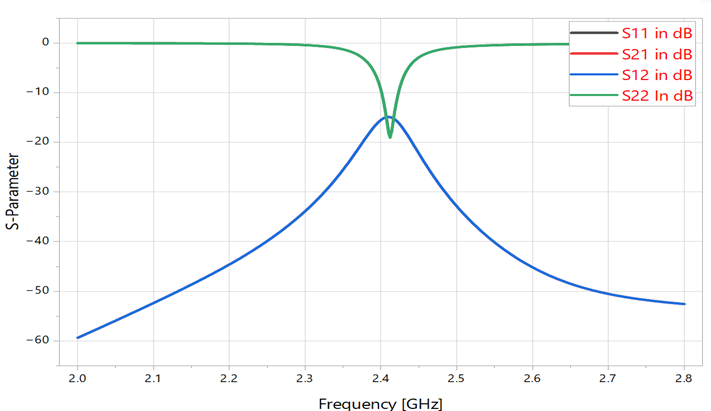 S11 in dB
S21 in dB
S12 in dB
S22 In dB
0
−10
−20
−30
−40
−50
−60
S-Parameter
2.0 2.1 2.2 2.3 2.4 2.5 2.6 2.7 2.8
Frequency [GHz]